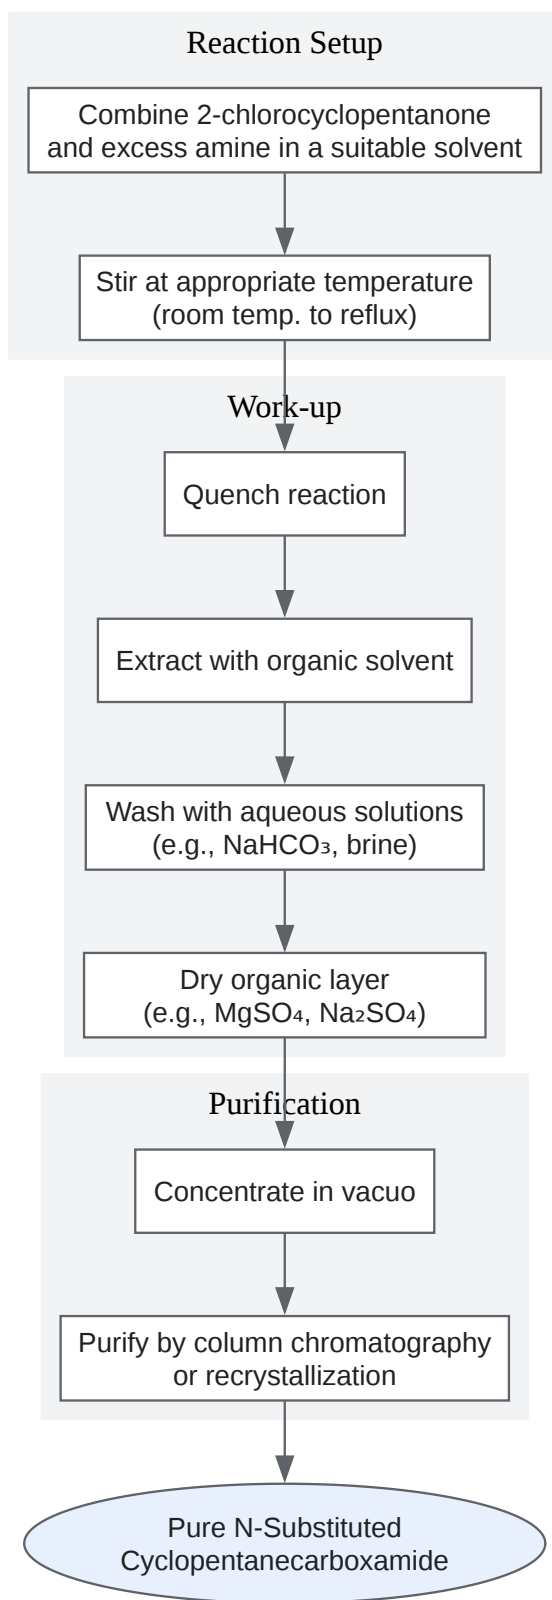 Reaction Setup
Combine 2-chlorocyclopentanone
and excess amine in a suitable solvent
Stir at appropriate temperature
(room temp. to reflux)
Work-up
Quench reaction
Extract with organic solvent
Wash with aqueous solutions
(e.g., NaHCO₃, brine)
Dry organic layer
(e.g., MgSO₄, Na₂SO₄)
Purification
Concentrate in vacuo
Purify by column chromatography
or recrystallization
Pure N-Substituted
Cyclopentanecarboxamide